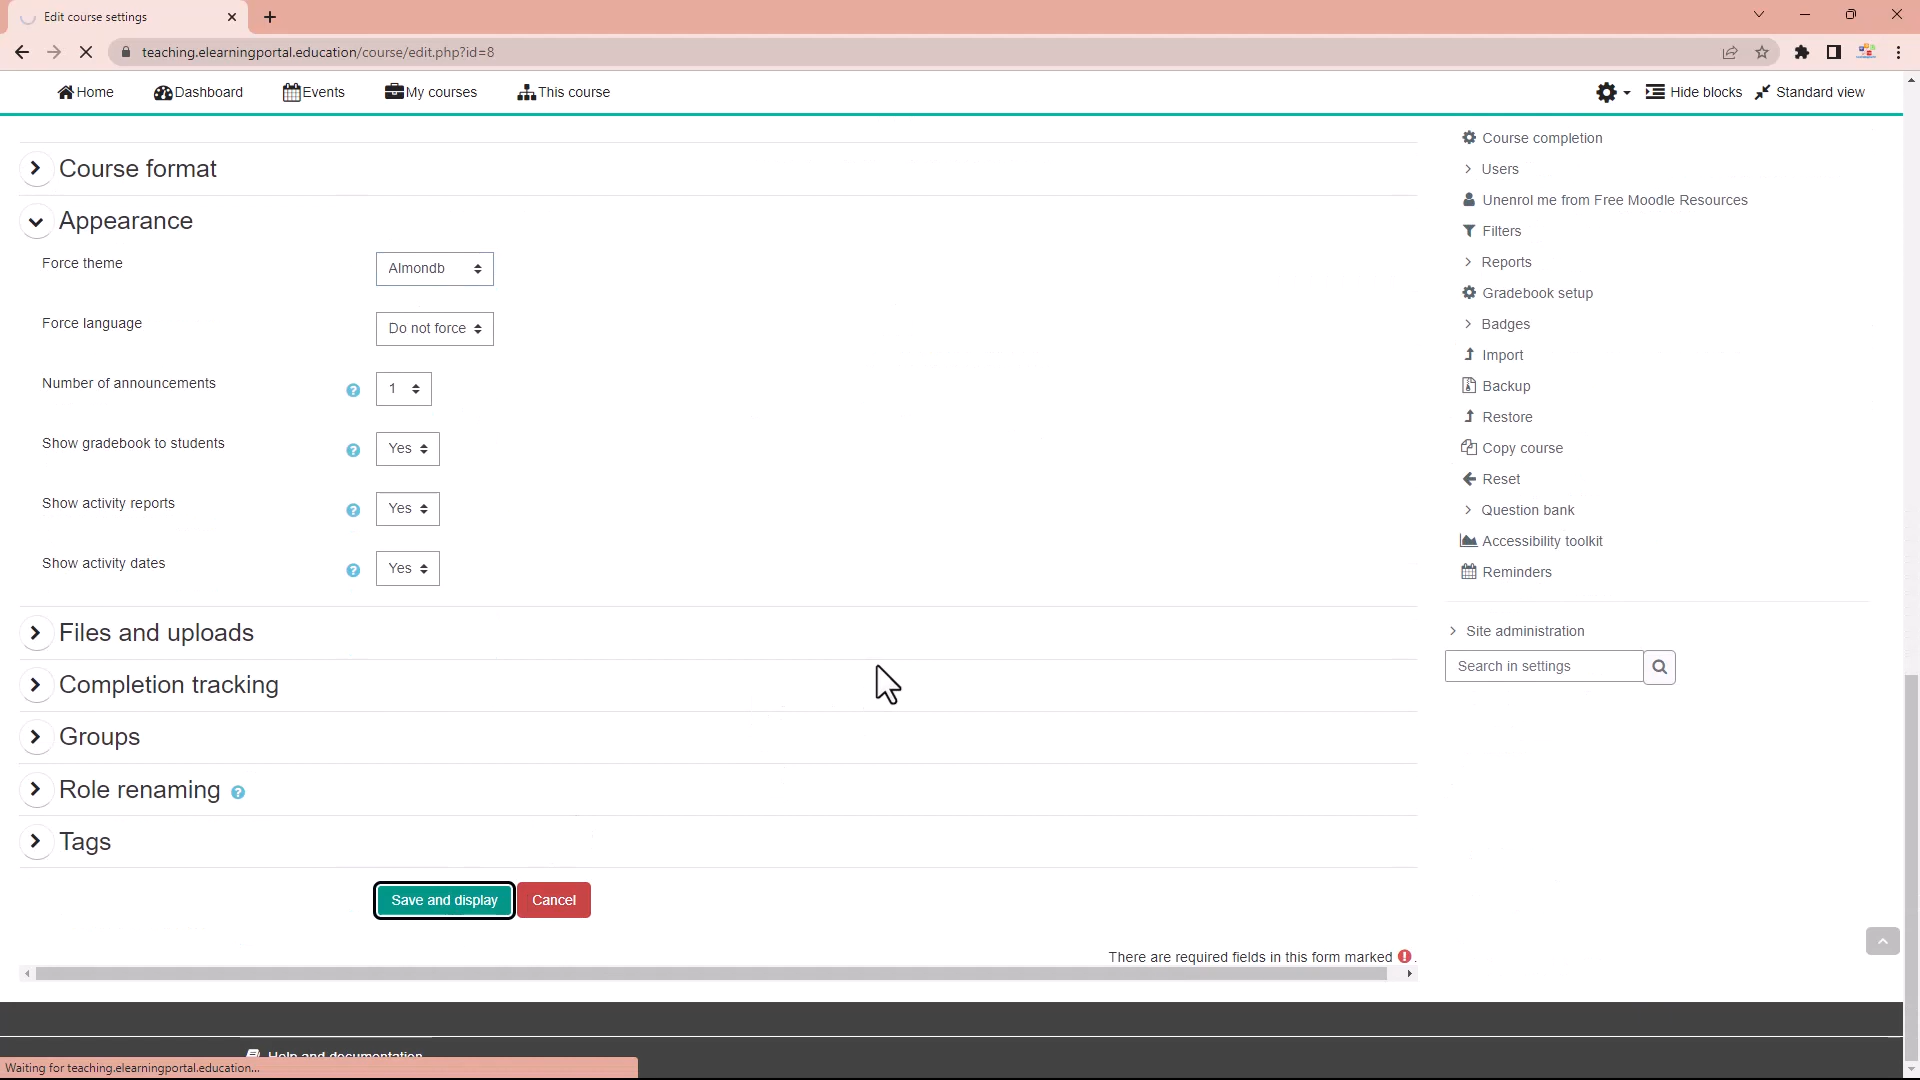 Edit course settings
teaching.elearningportal.education/course/edit.php?id=8
Home Dashboard Events My courses This course Hide blocks Standard view
Course format
Appearance
Force theme Almondb
Force language Do not force
Number of announcements 1
Show gradebook to students Yes
Show activity reports Yes
Show activity dates Yes
Files and uploads
Completion tracking
Groups
Role renaming
Tags
Save and display Cancel
There are required fields in this form marked .
Course completion
Users
Unenrol me from Free Moodle Resources
Filters
Reports
Gradebook setup
Badges
Import
Backup
Restore
Copy course
Reset
Question bank
Accessibility toolkit
Reminders
Site administration
Search in settings
Help and documentation
Waiting for teaching.elearningportal.education...